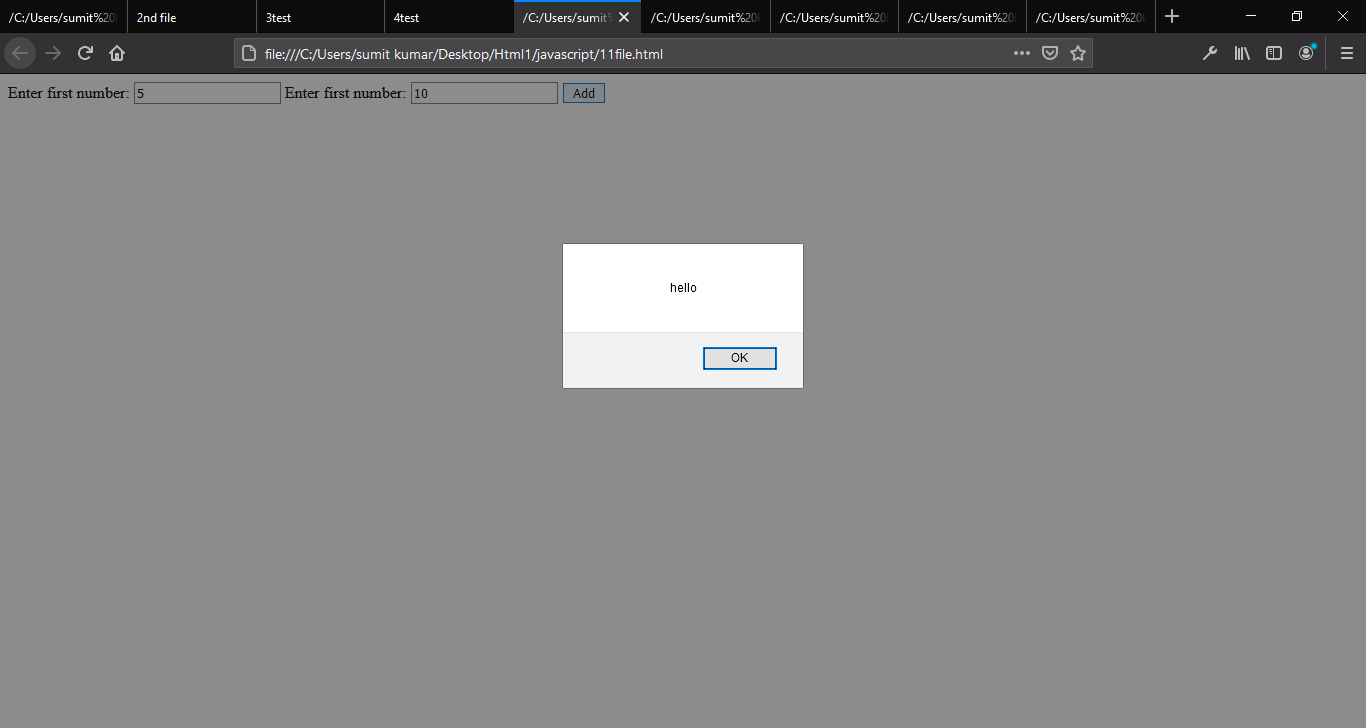 /C:/Users/sumit%20 2nd file 3test 4test /C:/Users/sumit% /C:/Users/sumit%20 /C:/Users/sumit%20 /C:/Users/sumit%20 /C:/Users/sumit%20
file:///C:/Users/sumit kumar/Desktop/Html1/javascript/11file.html
Enter first number: 5 Enter first number: 10 Add
hello
OK